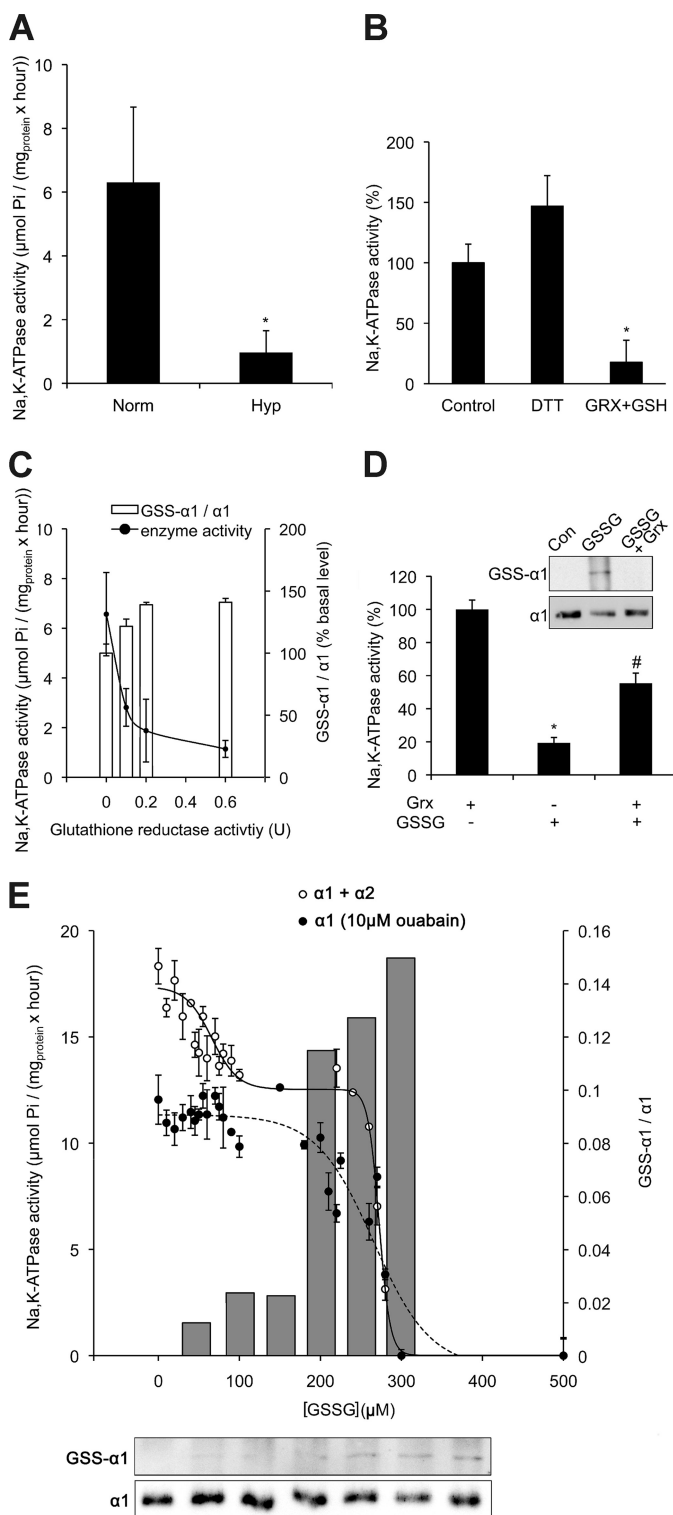 A
Na,K-ATPase activity (µmol Pi / (mgprotein x hour))
10
8
6
4
2
0
*
Norm
Hyp
B
Na,K-ATPase activity (%)
200
150
100
50
0
*
Control
DTT
GRX+GSH
C
GSS-α1 / α1
enzyme activity
Na,K-ATPase activity (µmol Pi / (mgprotein x hour))
10
8
6
4
2
0
200
150
100
50
0
GSS-α1 / α1 (% basal level)
0
0.2
0.4
0.6
Glutathione reductase activtiy (U)
D
Con
GSSG
GSSG
+ Grx
GSS-α1
α1
Na,K-ATPase activity (%)
120
100
80
60
40
20
0
*
#
Grx + - +
GSSG - + +
E
α1 + α2
α1 (10µM ouabain)
Na,K-ATPase activity (µmol Pi / (mgprotein x hour))
20
15
10
5
0
0.16
0.14
0.12
0.1
0.08
0.06
0.04
0.02
0
GSS-α1 / α1
0
100
200
300
400
500
[GSSG](µM)
GSS-α1
α1